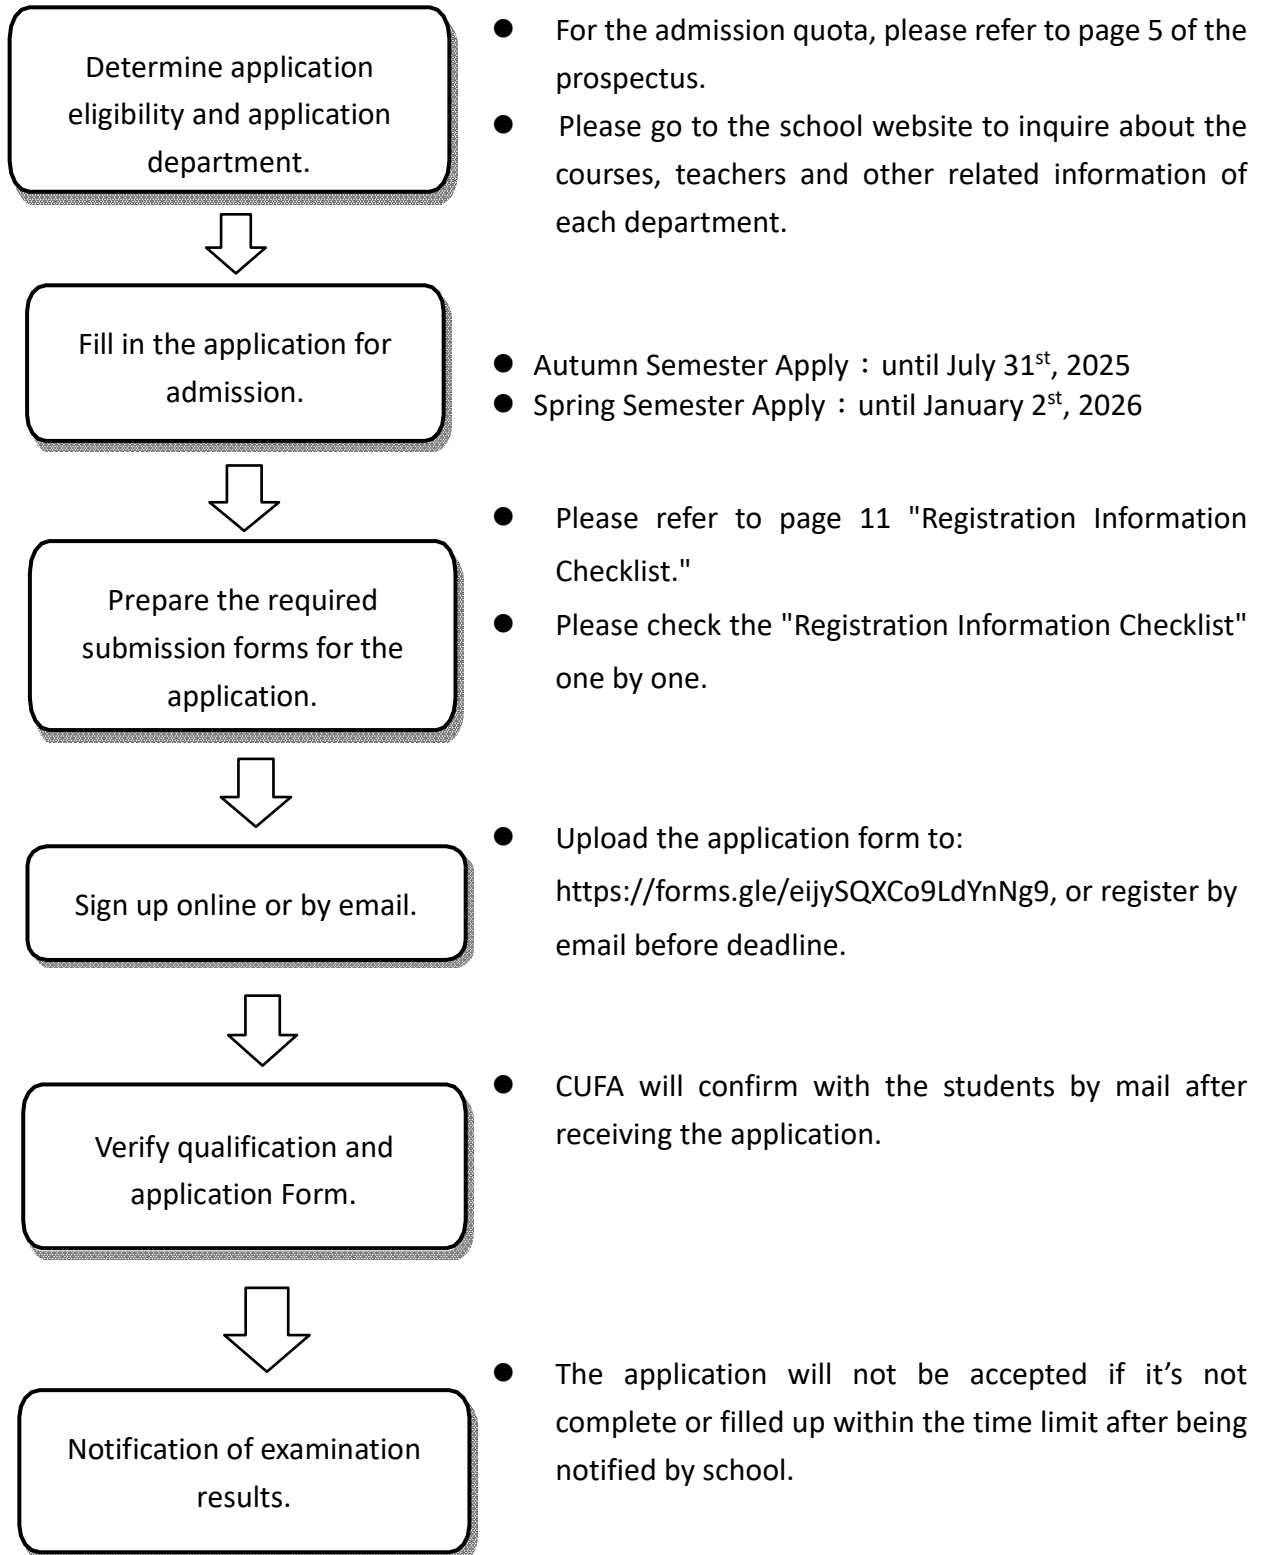 Determine application
eligibility and application
department.
● For the admission quota, please refer to page 5 of the
prospectus.
● Please go to the school website to inquire about the
courses, teachers and other related information of
each department.
Fill in the application for
admission.
● Autumn Semester Apply：until July 31st, 2025
● Spring Semester Apply：until January 2st, 2026
Prepare the required
submission forms for the
application.
● Please refer to page 11 "Registration Information
Checklist."
● Please check the "Registration Information Checklist"
one by one.
Sign up online or by email.
● Upload the application form to:
https://forms.gle/eijySQXCo9LdYnNg9, or register by
email before deadline.
Verify qualification and
application Form.
● CUFA will confirm with the students by mail after
receiving the application.
Notification of examination
results.
● The application will not be accepted if it’s not
complete or filled up within the time limit after being
notified by school.